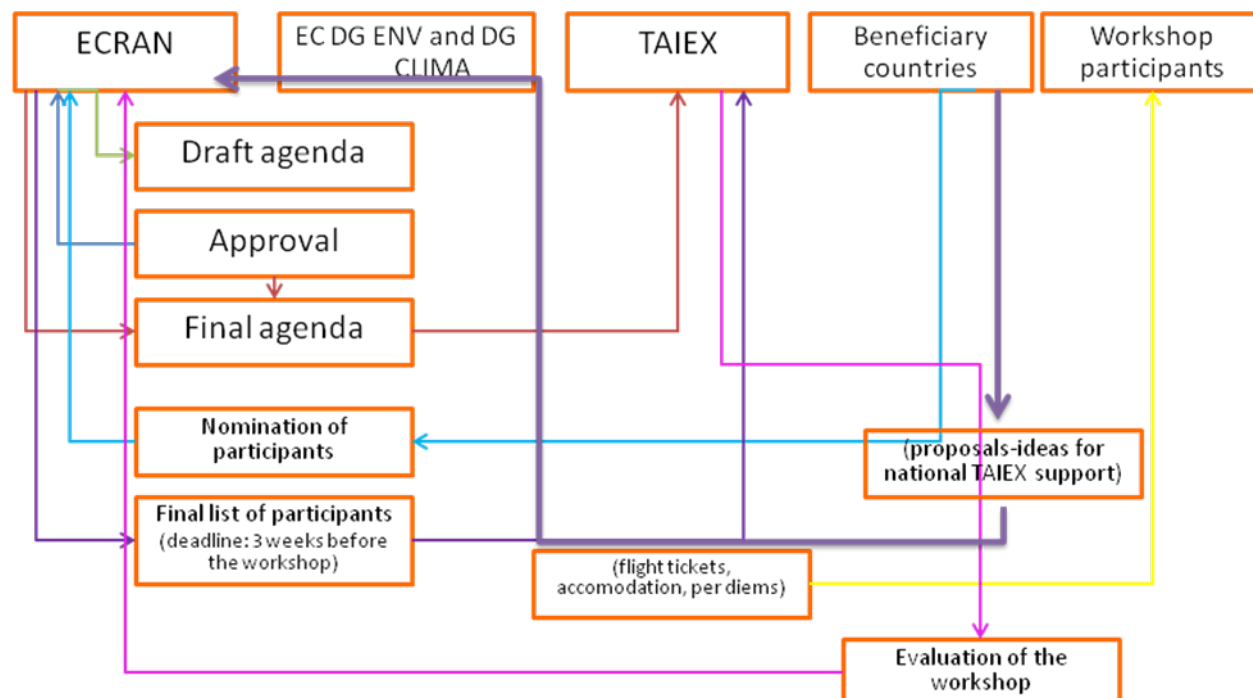 ECRAN
EC DG ENV and DG
CLIMA
TAIEX
Beneficiary
countries
Workshop
participants
Draft agenda
Approval
Final agenda
Nomination of
participants
(proposals-ideas for
national TAIEX support)
Final list of participants
(deadline: 3 weeks before
the workshop)
(flight tickets,
accomodation, per diems)
Evaluation of the
workshop